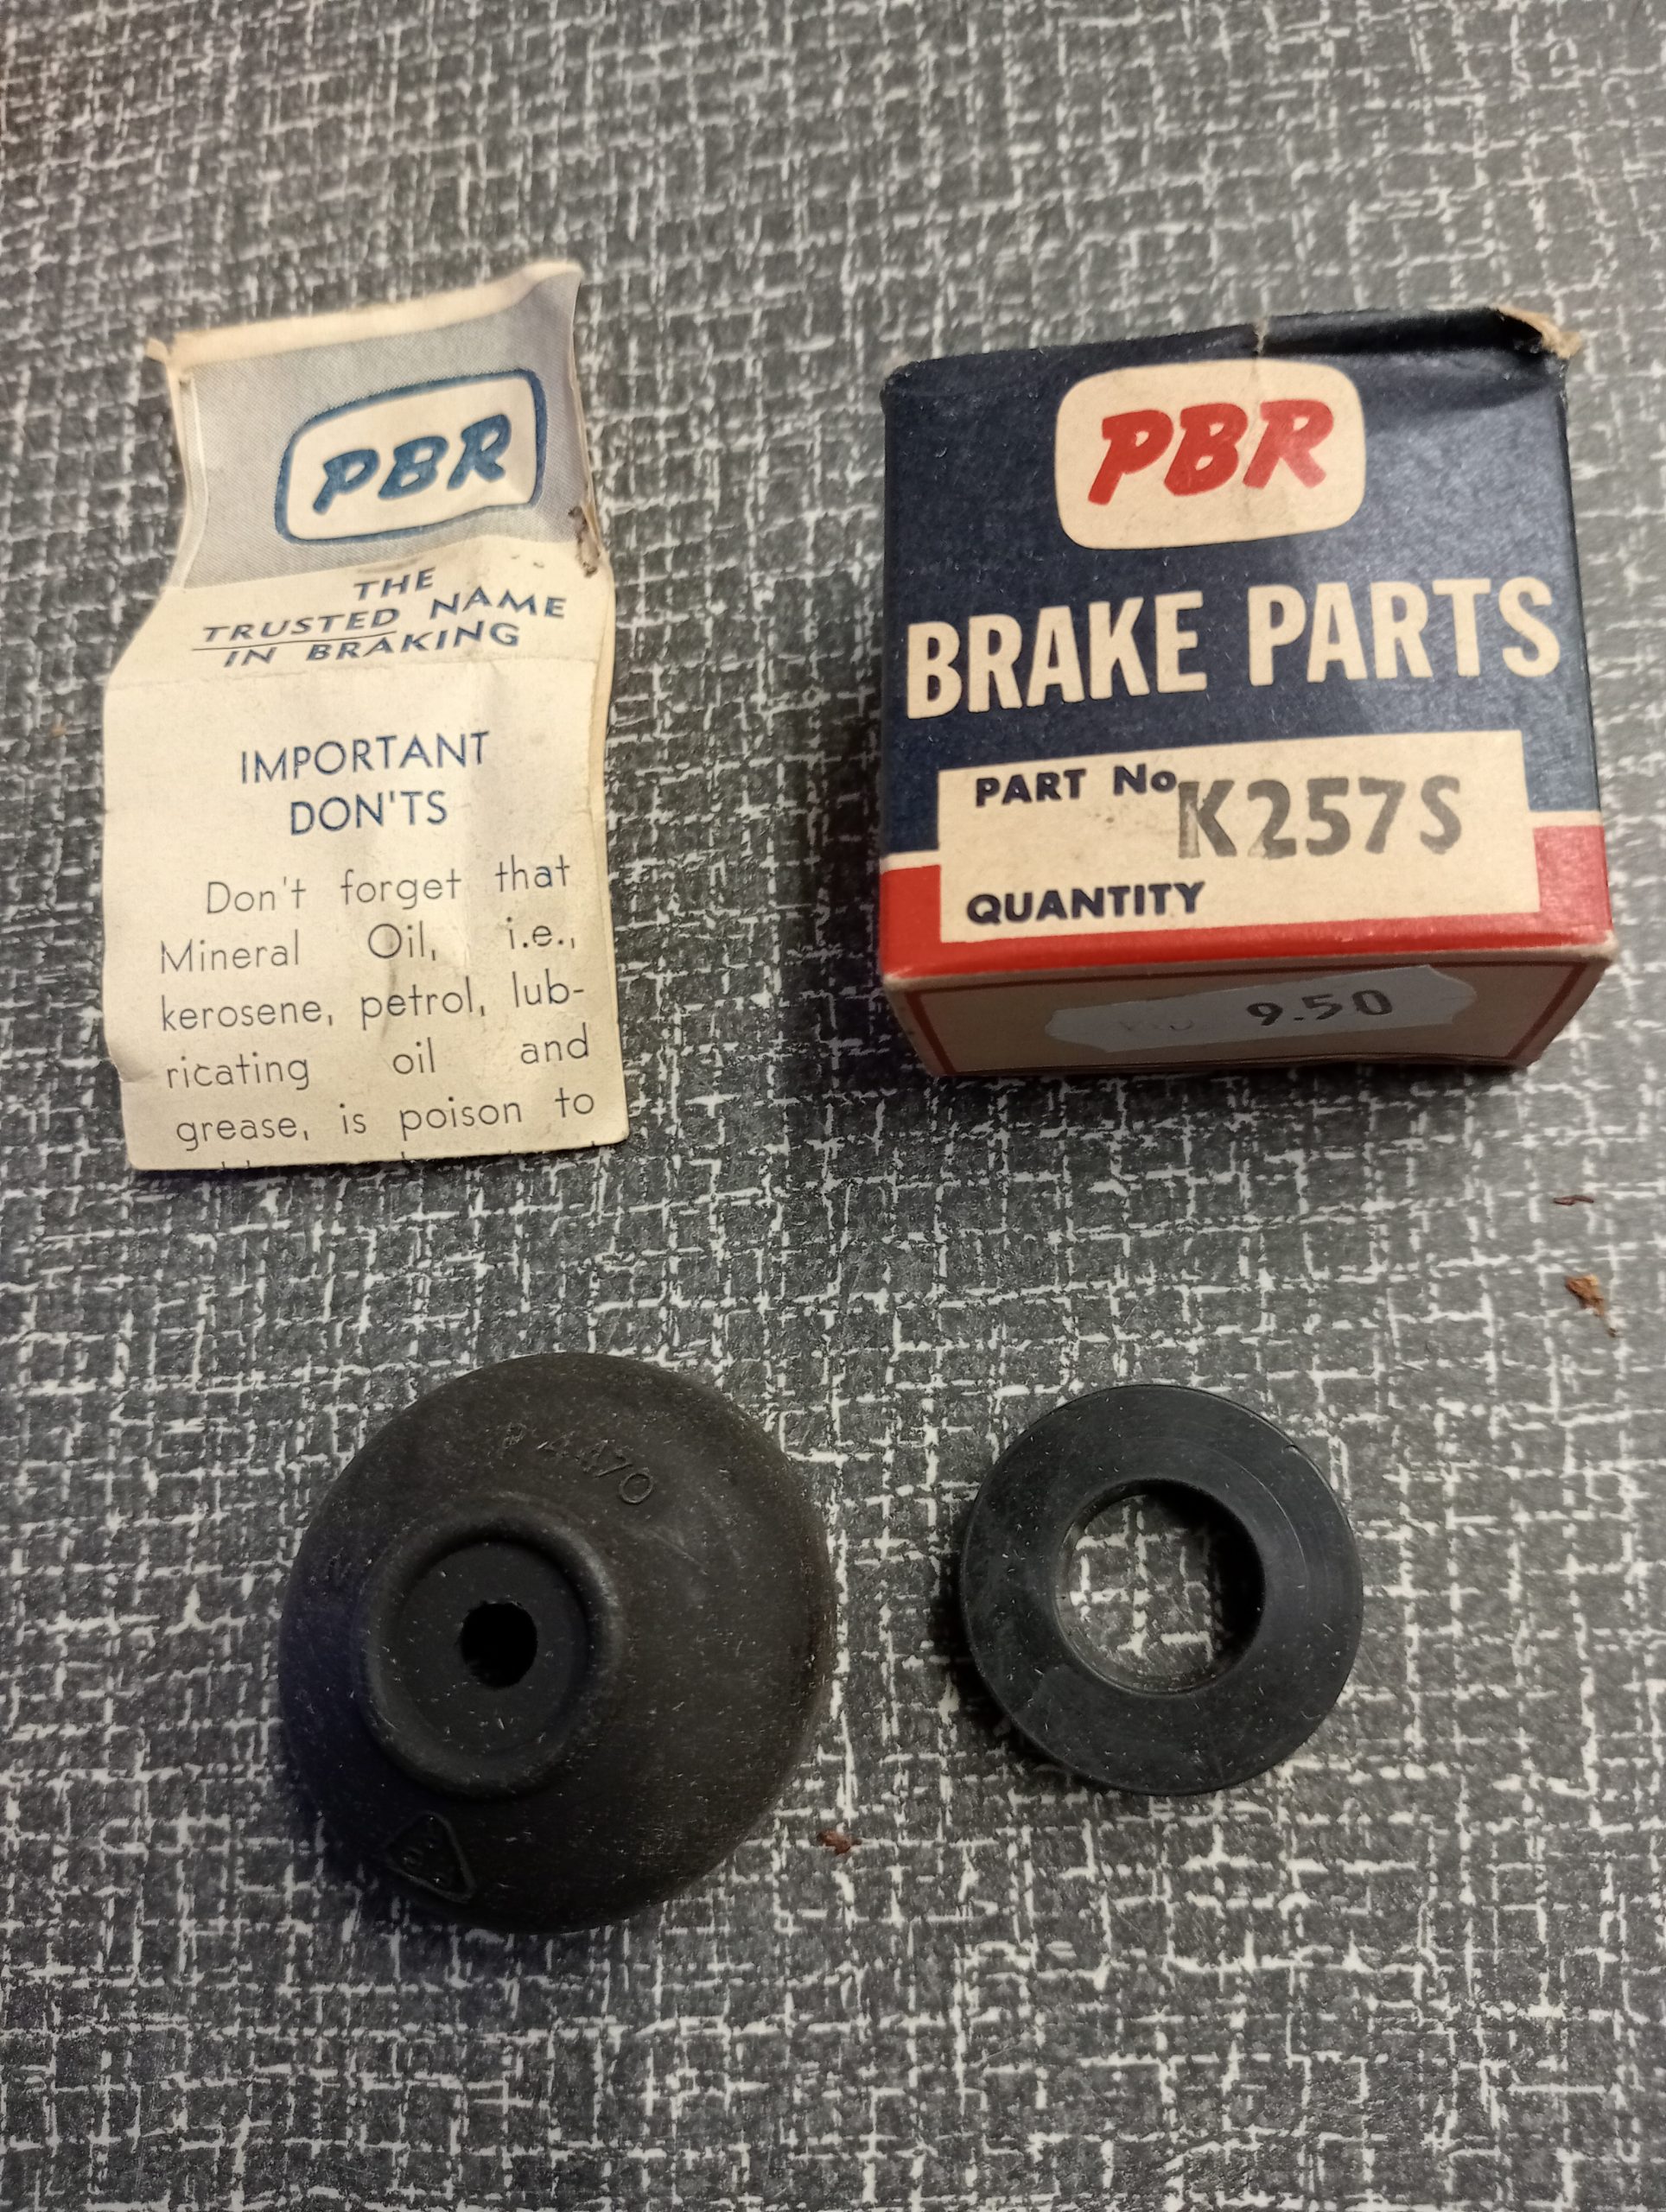 PBR
THE
TRUSTED NAME
IN BRAKING
IMPORTANT
DON'TS
Don't forget that
Mineral Oil, i.e.,
kerosene, petrol, lub-
ricating oil and
grease, is poison to
PBR
BRAKE PARTS
PART No K257S
QUANTITY
9.50
4470